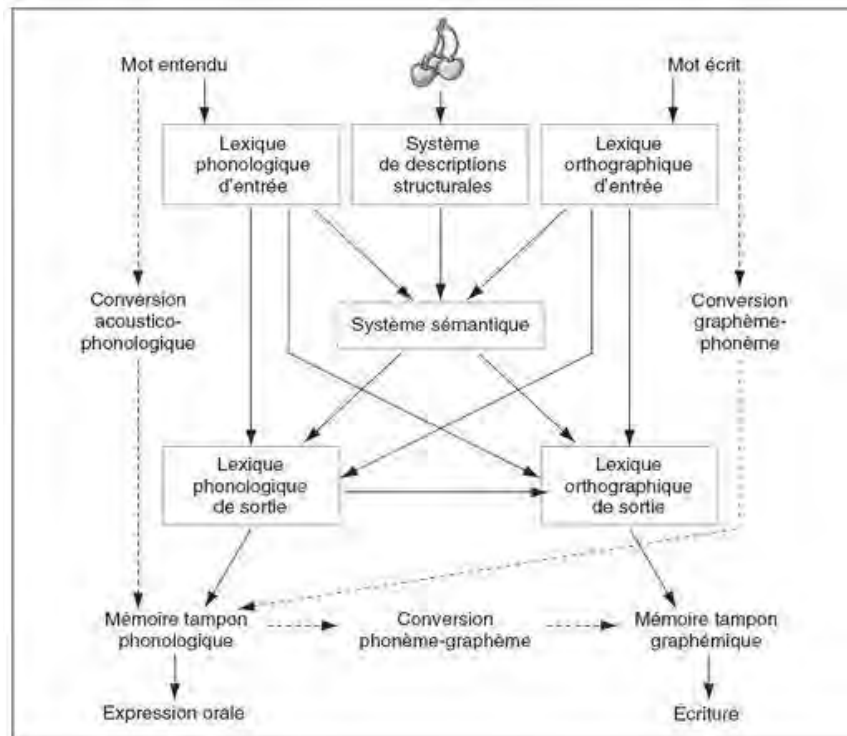 Mot entendu
Mot écrit
Lexique
phonologique
d'entrée
Système
de descriptions
structurales
Lexique
orthographique
d'entrée
Conversion
acoustico-
phonologique
Système sémantique
Conversion
graphème-
phonème
Lexique
phonologique
de sortie
Lexique
orthographique
de sortie
Mémoire tampon
phonologique
Conversion
phonème-graphème
Mémoire tampon
graphémique
Expression orale
Ecriture